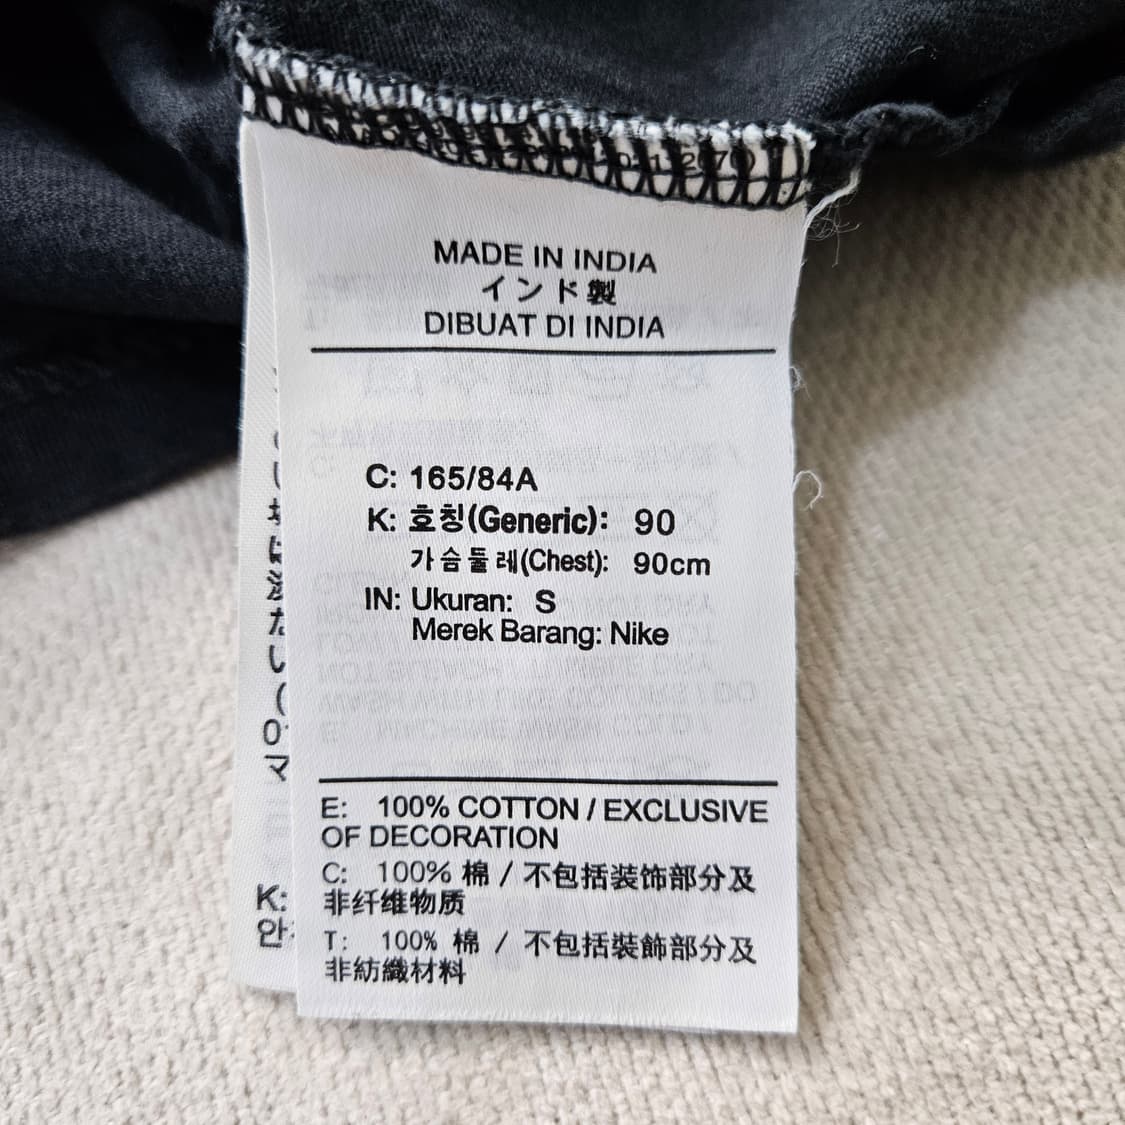 MADE IN INDIA
インド製
DIBUAT DI INDIA
C: 165/84A
K: 호칭(Generic): 90
가슴둘레(Chest): 90cm
IN: Ukuran: S
Merek Barang: Nike
E: 100% COTTON / EXCLUSIVE
OF DECORATION
C: 100% 棉 / 不包括装饰部分及
非纤维物质
T: 100% 棉 / 不包括裝飾部分及
非紡織材料
K: